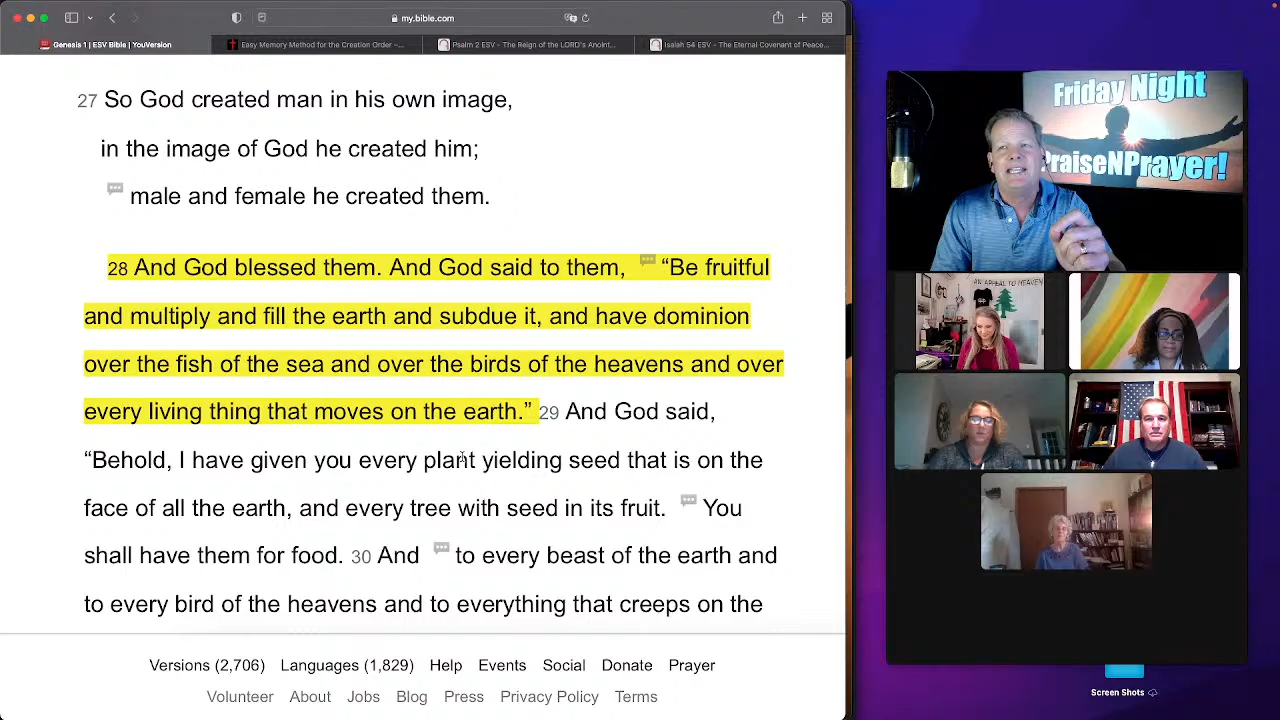 my.bible.com
Genesis 1 | ESV Bible | YouVersion
Easy Memory Method for the Creation Order –...
Psalm 2 ESV - The Reign of the LORD's Anoint...
Isaiah 54 ESV - The Eternal Covenant of Peace...
27 So God created man in his own image,
in the image of God he created him;
male and female he created them.
28 And God blessed them. And God said to them, “Be fruitful
and multiply and fill the earth and subdue it, and have dominion
over the fish of the sea and over the birds of the heavens and over
every living thing that moves on the earth.” 29 And God said,
“Behold, I have given you every plant yielding seed that is on the
face of all the earth, and every tree with seed in its fruit. You
shall have them for food. 30 And to every beast of the earth and
to every bird of the heavens and to everything that creeps on the
Versions (2,706) Languages (1,829) Help Events Social Donate Prayer
Volunteer About Jobs Blog Press Privacy Policy Terms
Friday Night
PraiseNPrayer!
AN APPEAL TO HEAVEN
Screen Shots